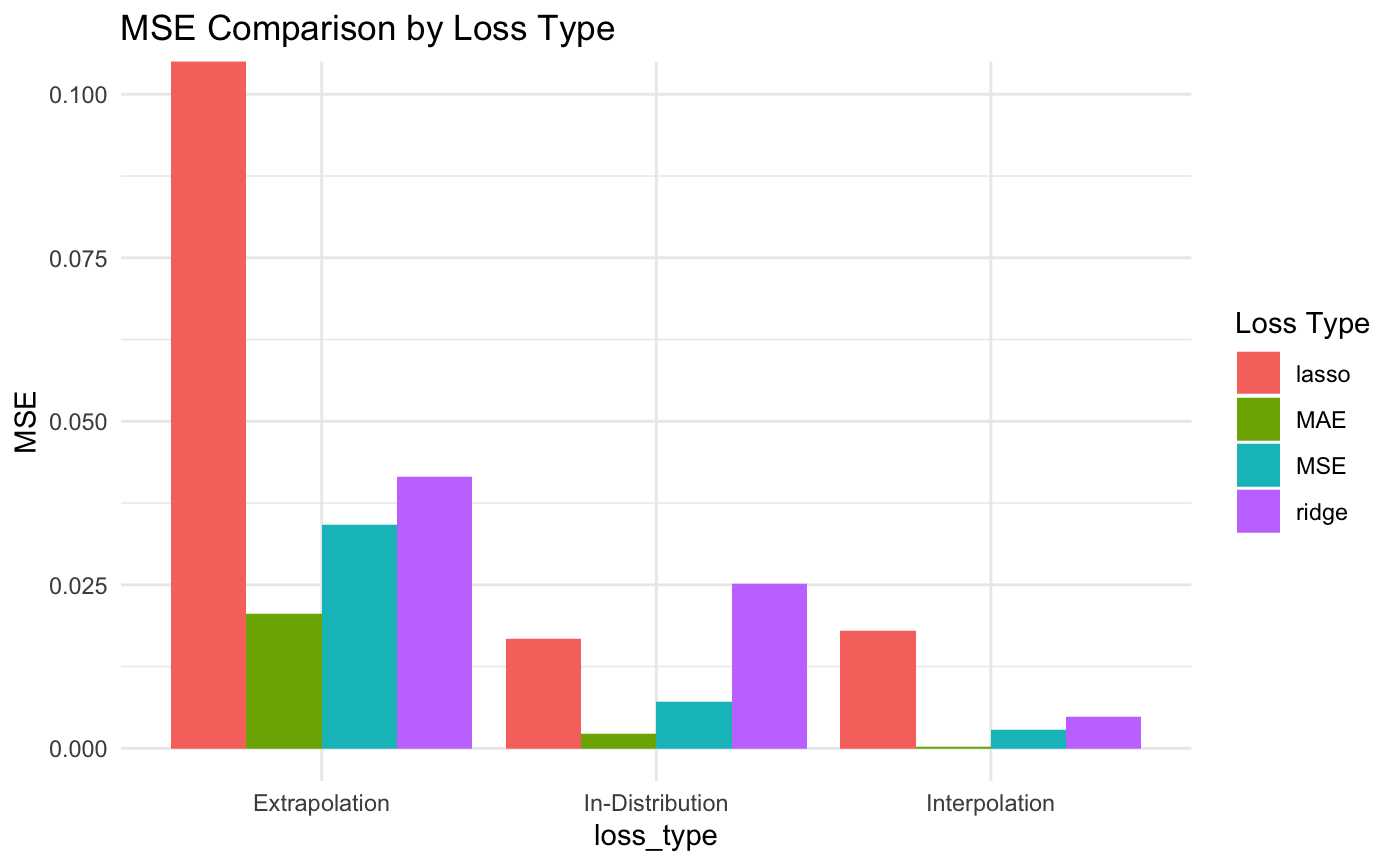 MSE Comparison by Loss Type
0.100
0.075
0.050
0.025
0.000
MSE
Extrapolation
In-Distribution
Interpolation
loss_type
Loss Type
lasso
MAE
MSE
ridge